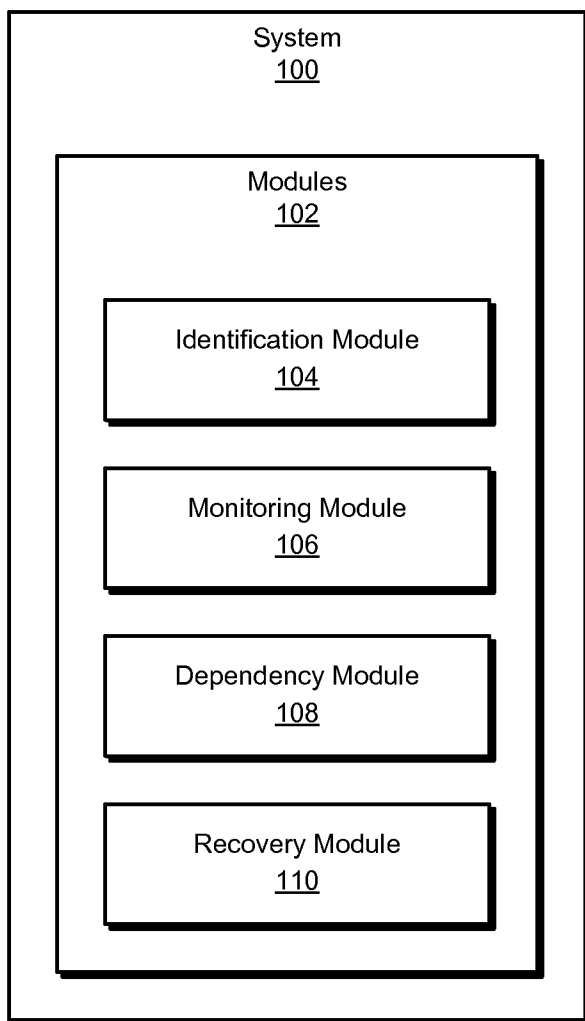 System
100
Modules
102
Identification Module
104
Monitoring Module
106
Dependency Module
108
Recovery Module
110